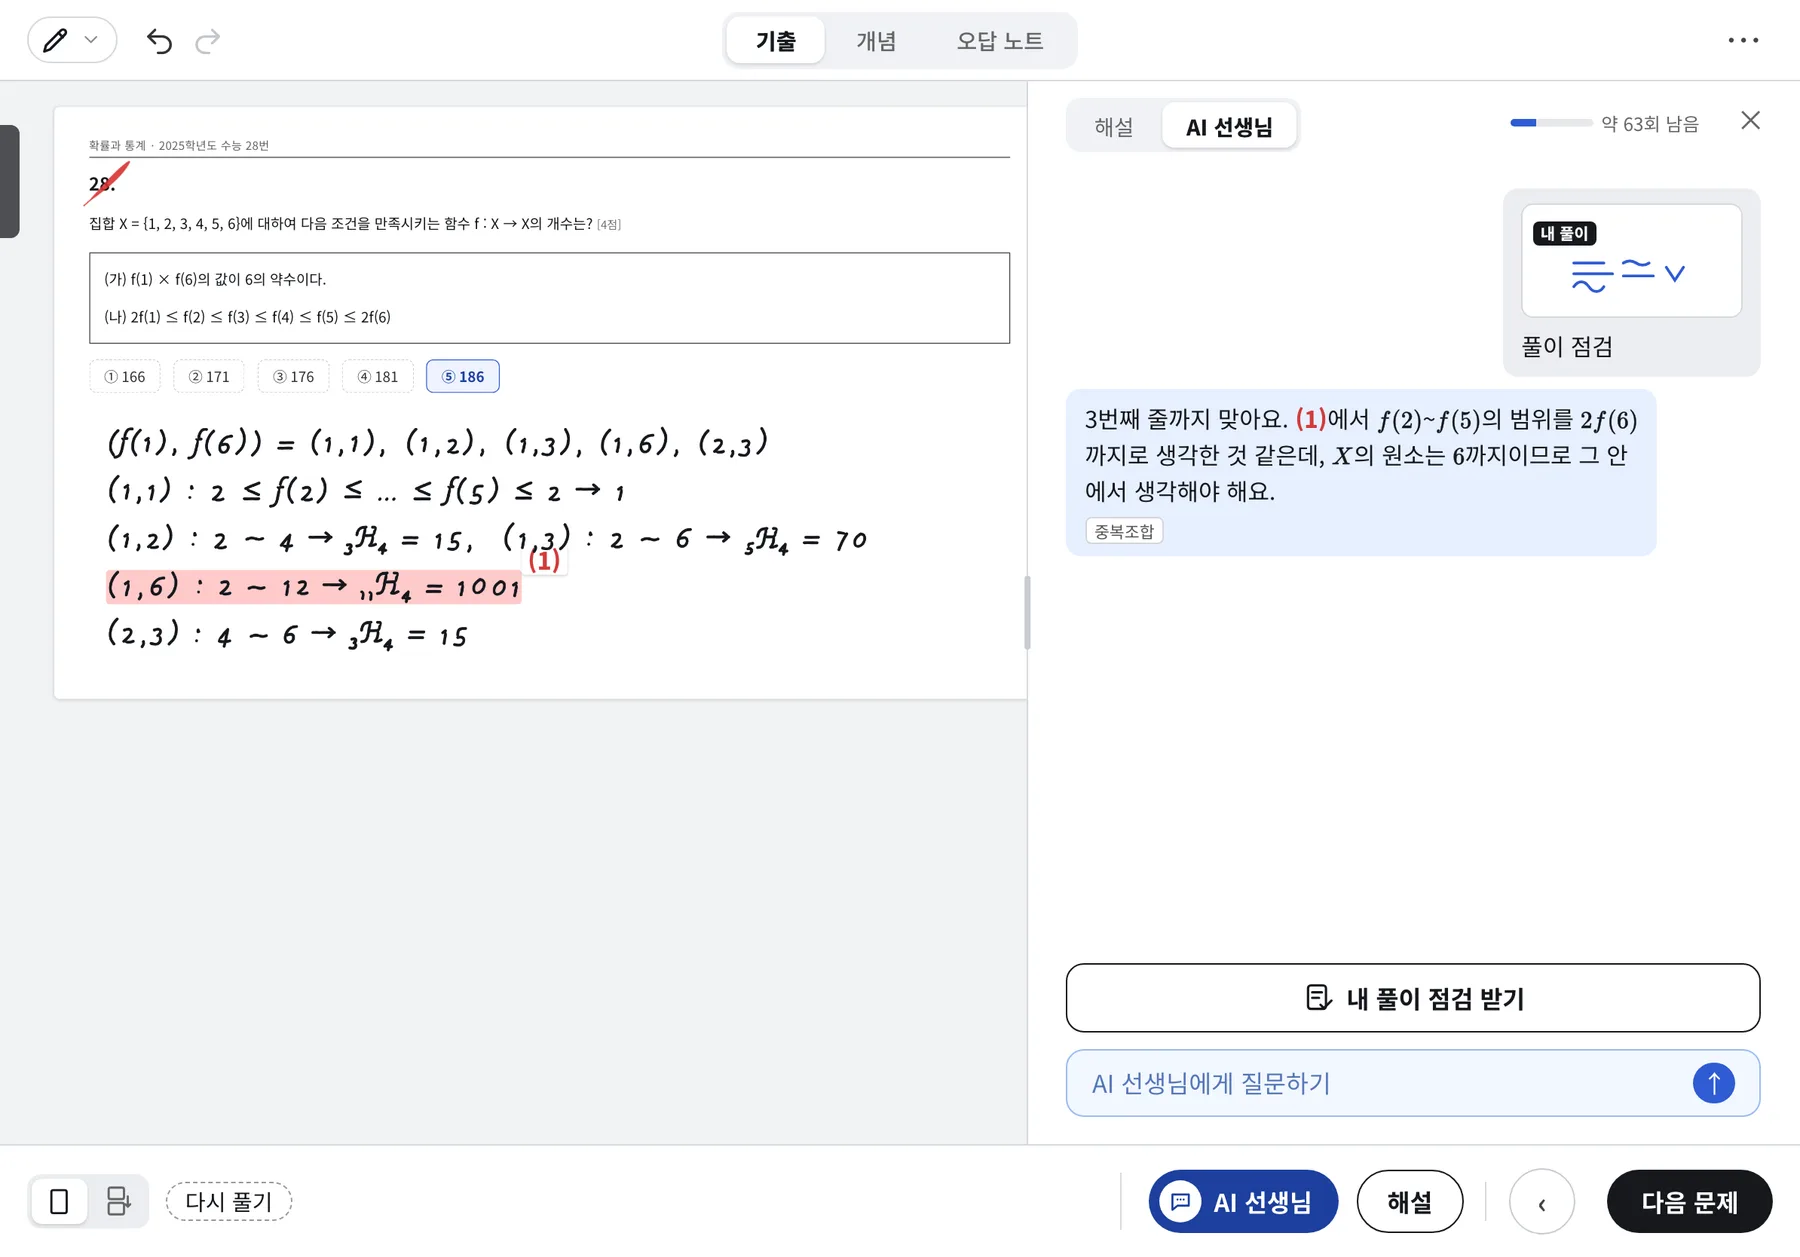 기출 개념 오답 노트
확률과 통계 · 2025학년도 수능 28번
28.
집합 X = {1, 2, 3, 4, 5, 6}에 대하여 다음 조건을 만족시키는 함수 f : X → X의 개수는? [4점]
(가) f(1) × f(6)의 값이 6의 약수이다.
(나) 2f(1) ≤ f(2) ≤ f(3) ≤ f(4) ≤ f(5) ≤ 2f(6)
① 166 ② 171 ③ 176 ④ 181 ⑤ 186
(f(1), f(6)) = (1,1), (1,2), (1,3), (1,6), (2,3)
(1,1) : 2 ≤ f(2) ≤ ... ≤ f(5) ≤ 2 → 1
(1,2) : 2 ~ 4 → ₃H₄ = 15, (1,3) : 2 ~ 6 → ₅H₄ = 70
(1)
(1,6) : 2 ~ 12 → ₁₁H₄ = 1001
(2,3) : 4 ~ 6 → ₃H₄ = 15
해설 AI 선생님 약 63회 남음
내 풀이
풀이 점검
3번째 줄까지 맞아요. (1)에서 f(2)~f(5)의 범위를 2f(6)
까지로 생각한 것 같은데, X의 원소는 6까지이므로 그 안
에서 생각해야 해요.
중복조합
내 풀이 점검 받기
AI 선생님에게 질문하기
다시 풀기 AI 선생님 해설 다음 문제